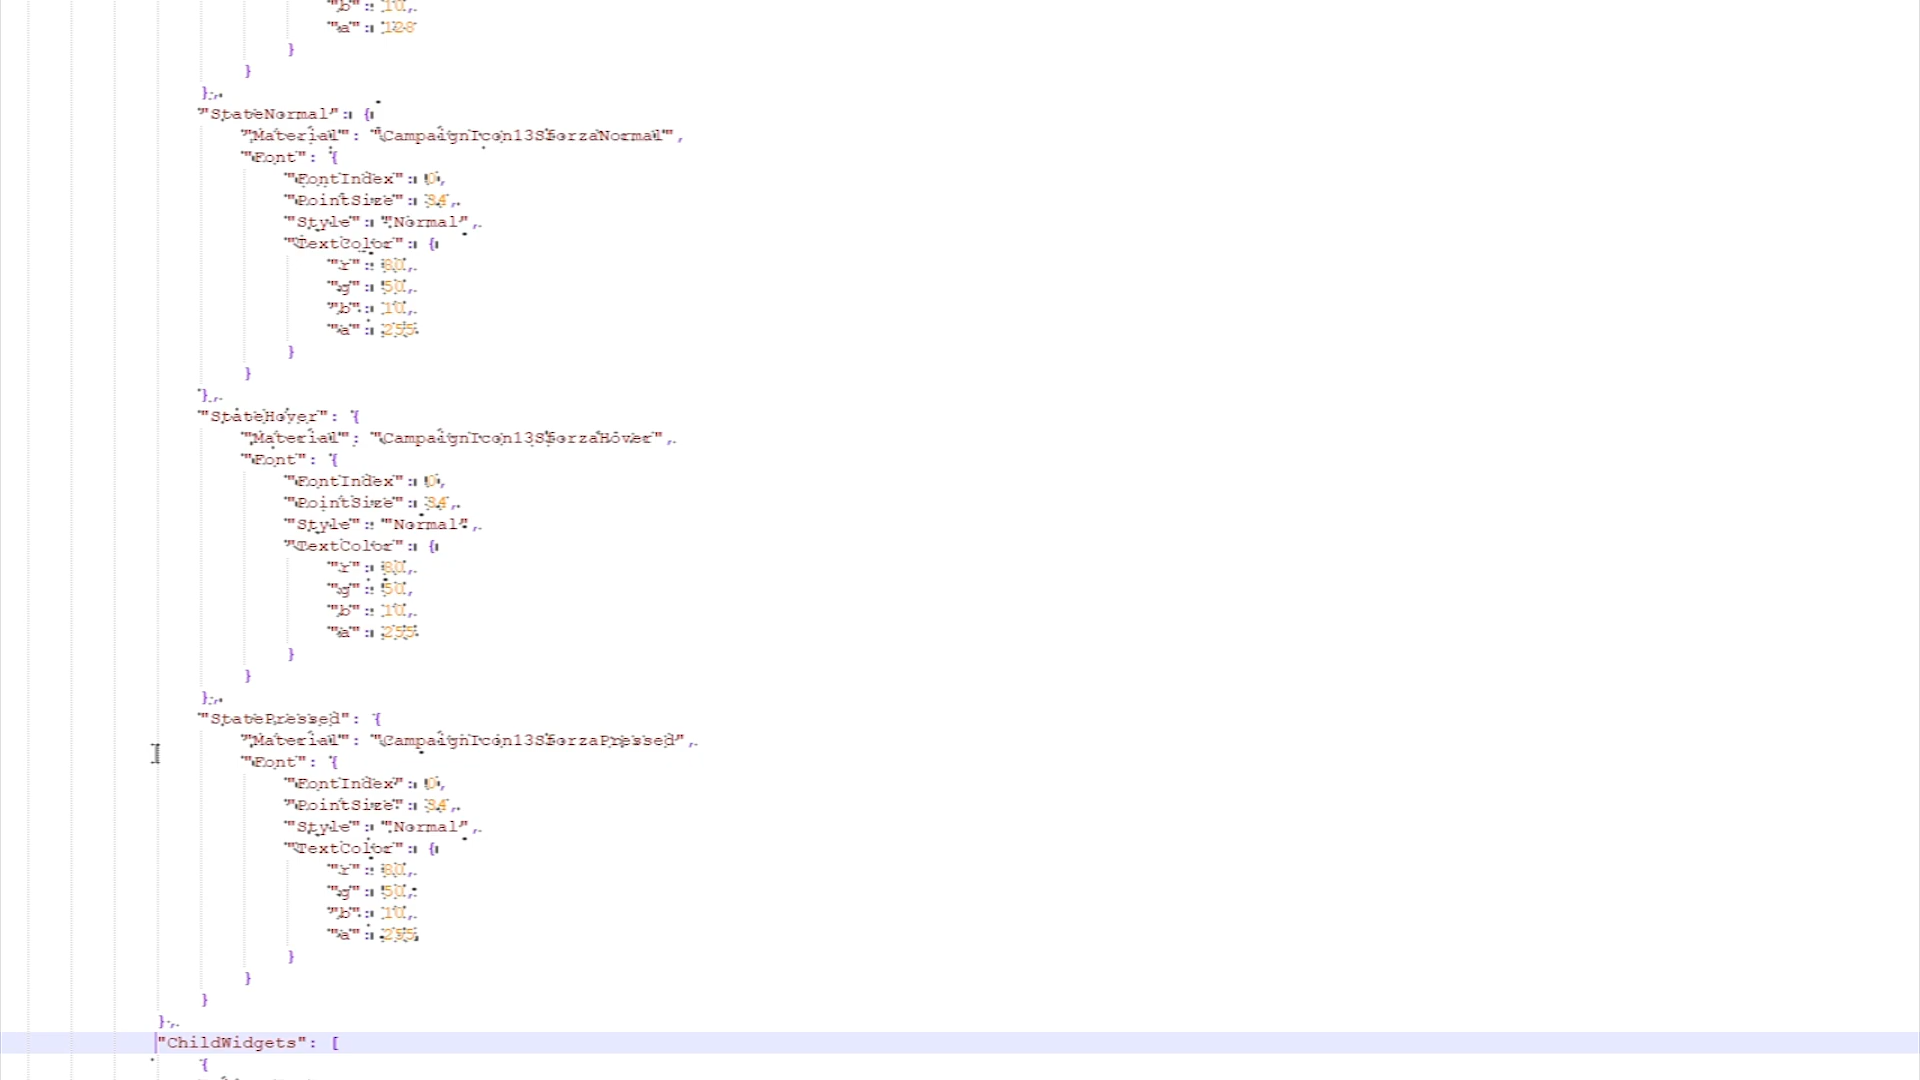 "b": 10,
"a": 128
}
}
},
"StateNormal": {
"Material": "CampaignIcon13SforzaNormal",
"Font": {
"FontIndex": 0,
"PointSize": 34,
"Style": "Normal",
"TextColor": {
"r": 80,
"g": 50,
"b": 10,
"a": 255
}
}
},
"StateHover": {
"Material": "CampaignIcon13SforzaHover",
"Font": {
"FontIndex": 0,
"PointSize": 34,
"Style": "Normal",
"TextColor": {
"r": 80,
"g": 50,
"b": 10,
"a": 255
}
}
},
"StatePressed": {
"Material": "CampaignIcon13SforzaPressed",
"Font": {
"FontIndex": 0,
"PointSize": 34,
"Style": "Normal",
"TextColor": {
"r": 80,
"g": 50,
"b": 10,
"a": 255
}
}
}
},
"ChildWidgets": [
{